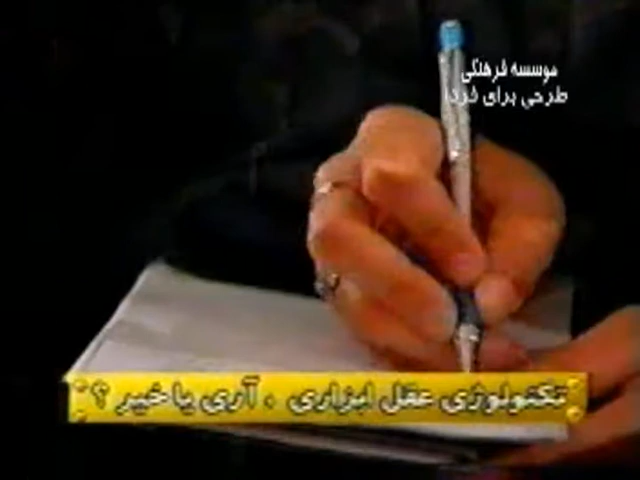 موسسه فرهنگی
طرحی برای فردا
تکنولوژی عقل ابزاری ، آری یا خیر ؟